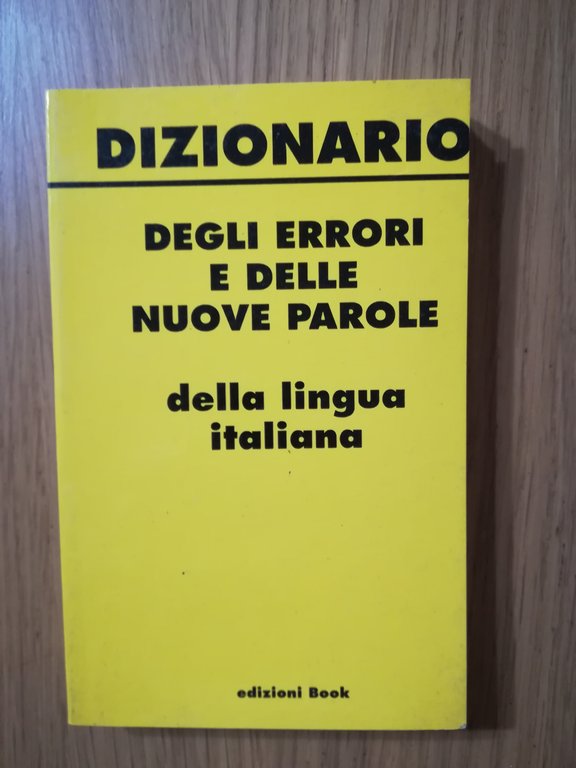 DIZIONARIO
DEGLI ERRORI
E DELLE
NUOVE PAROLE
della lingua
italiana
edizioni Book